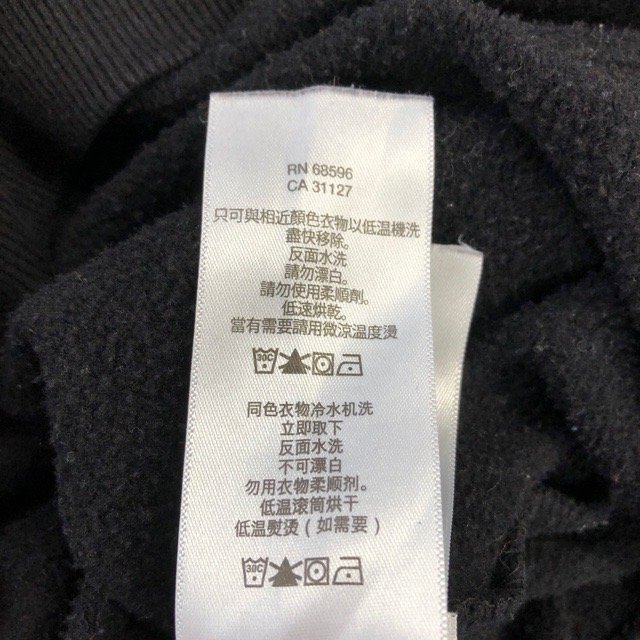 RN 68596
CA 31127
只可與相近顏色衣物以低温機洗
盡快移除。
反面水洗
請勿漂白。
請勿使用柔順劑。
低速烘乾。
當有需要請用微涼温度燙
30C
同色衣物冷水机洗
立即取下
反面水洗
不可漂白
勿用衣物柔顺剂。
低温滚筒烘干
低温熨烫（如需要）
30C